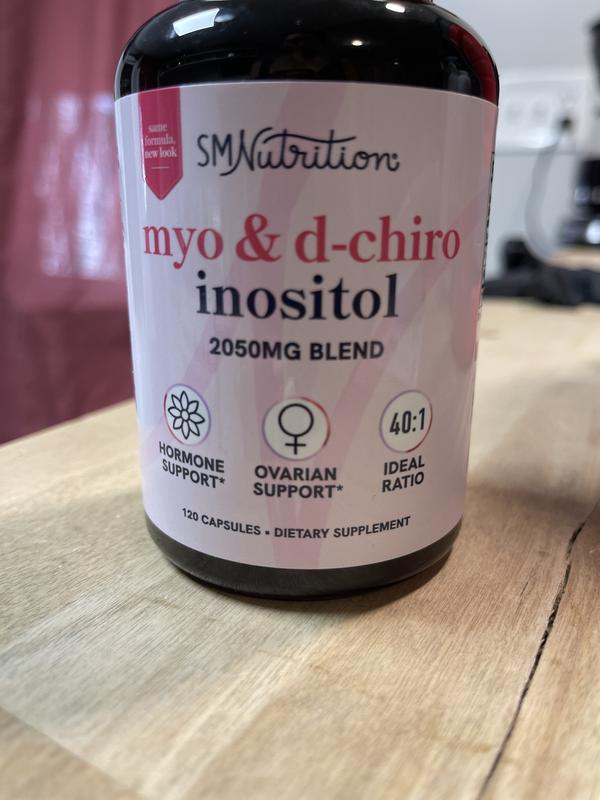 same
formula,
new look
SMNutrition
myo & d-chiro
inositol
2050MG BLEND
40:1
HORMONE
SUPPORT*
OVARIAN
SUPPORT*
IDEAL
RATIO
120 CAPSULES ▪ DIETARY SUPPLEMENT